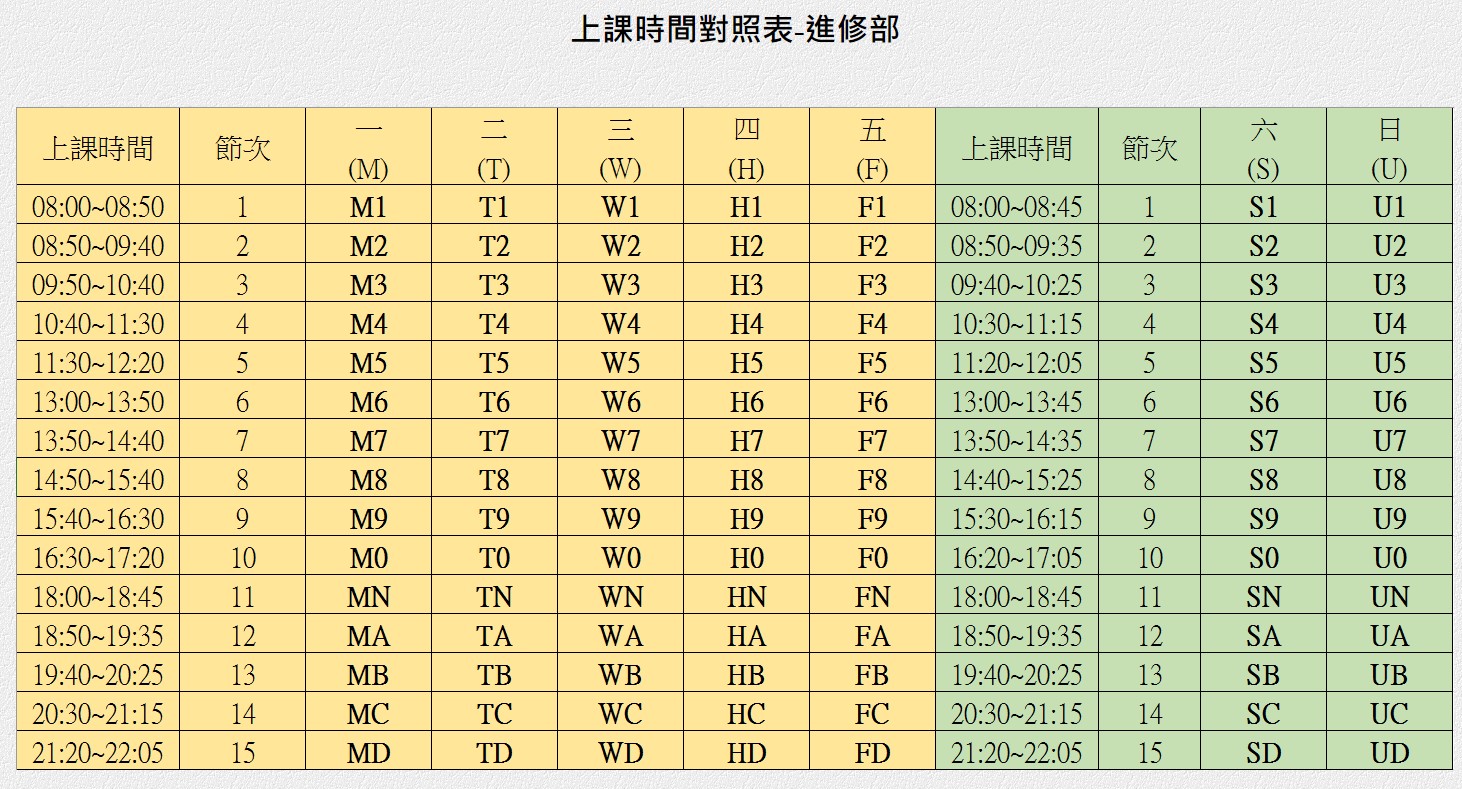 上課時間對照表-進修部
上課時間 節次 一 二 三 四 五 上課時間 節次 六 日
(M) (T) (W) (H) (F) (S) (U)
08:00~08:50 1 M1 T1 W1 H1 F1 08:00~08:45 1 S1 U1
08:50~09:40 2 M2 T2 W2 H2 F2 08:50~09:35 2 S2 U2
09:50~10:40 3 M3 T3 W3 H3 F3 09:40~10:25 3 S3 U3
10:40~11:30 4 M4 T4 W4 H4 F4 10:30~11:15 4 S4 U4
11:30~12:20 5 M5 T5 W5 H5 F5 11:20~12:05 5 S5 U5
13:00~13:50 6 M6 T6 W6 H6 F6 13:00~13:45 6 S6 U6
13:50~14:40 7 M7 T7 W7 H7 F7 13:50~14:35 7 S7 U7
14:50~15:40 8 M8 T8 W8 H8 F8 14:40~15:25 8 S8 U8
15:40~16:30 9 M9 T9 W9 H9 F9 15:30~16:15 9 S9 U9
16:30~17:20 10 M0 T0 W0 H0 F0 16:20~17:05 10 S0 U0
18:00~18:45 11 MN TN WN HN FN 18:00~18:45 11 SN UN
18:50~19:35 12 MA TA WA HA FA 18:50~19:35 12 SA UA
19:40~20:25 13 MB TB WB HB FB 19:40~20:25 13 SB UB
20:30~21:15 14 MC TC WC HC FC 20:30~21:15 14 SC UC
21:20~22:05 15 MD TD WD HD FD 21:20~22:05 15 SD UD